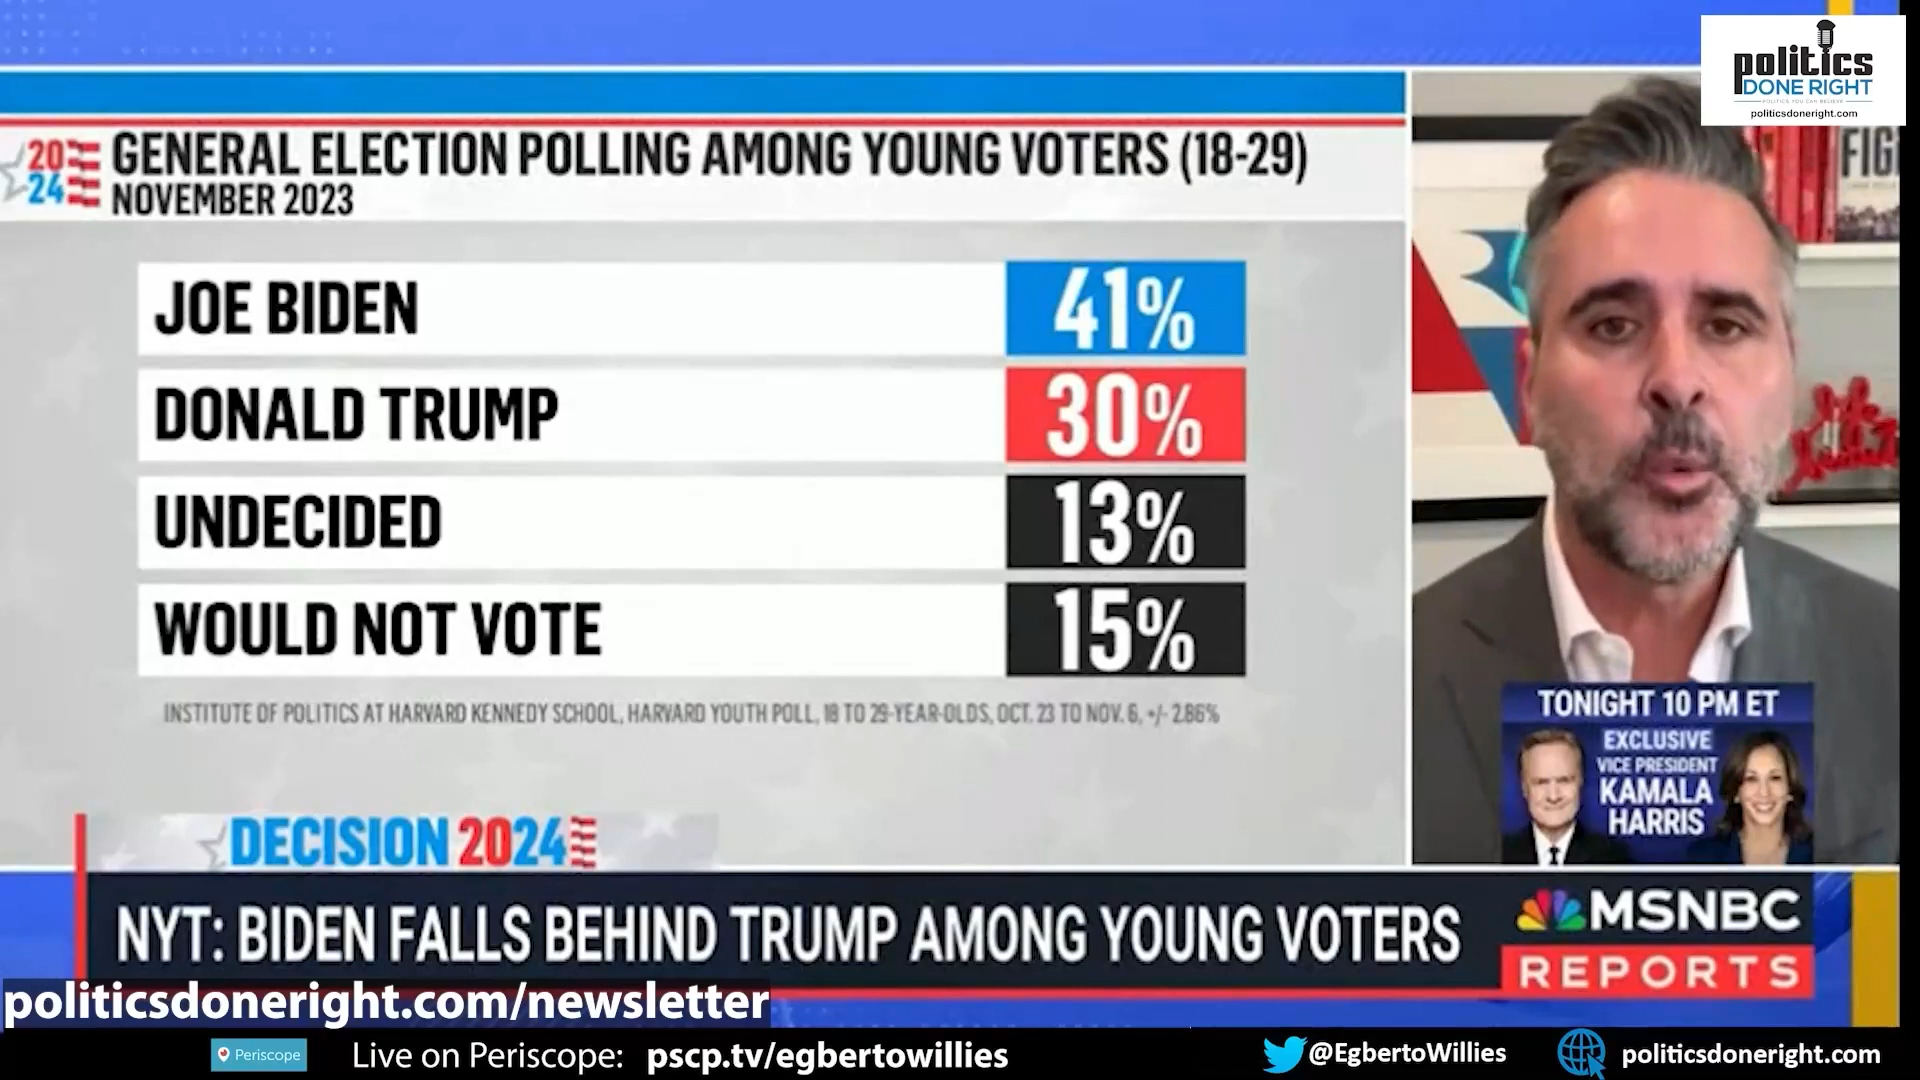 politics
DONE RIGHT
POLITICS YOU CAN BELIEVE
politicsdoneright.com
2024
GENERAL ELECTION POLLING AMONG YOUNG VOTERS (18-29)
NOVEMBER 2023
JOE BIDEN 41%
DONALD TRUMP 30%
UNDECIDED 13%
WOULD NOT VOTE 15%
INSTITUTE OF POLITICS AT HARVARD KENNEDY SCHOOL, HARVARD YOUTH POLL, 18 TO 29-YEAR-OLDS, OCT. 23 TO NOV. 6, +/- 2.86%
TONIGHT 10 PM ET
EXCLUSIVE
VICE PRESIDENT
KAMALA
HARRIS
DECISION 2024
NYT: BIDEN FALLS BEHIND TRUMP AMONG YOUNG VOTERS
MSNBC
REPORTS
politicsdoneright.com/newsletter
Periscope
Live on Periscope: pscp.tv/egbertowillies
@EgbertoWillies
politicsdoneright.com